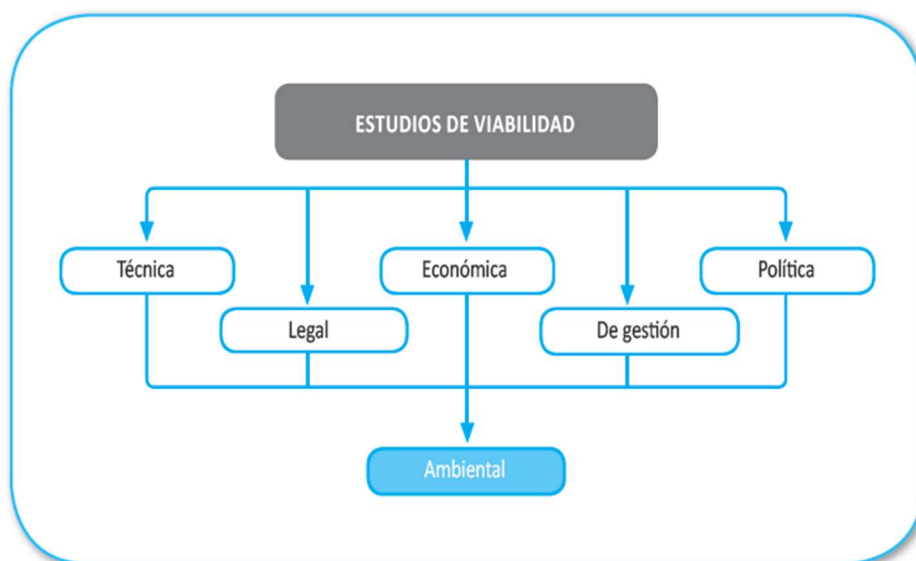 ESTUDIOS DE VIABILIDAD
Técnica
Económica
Política
Legal
De gestión
Ambiental